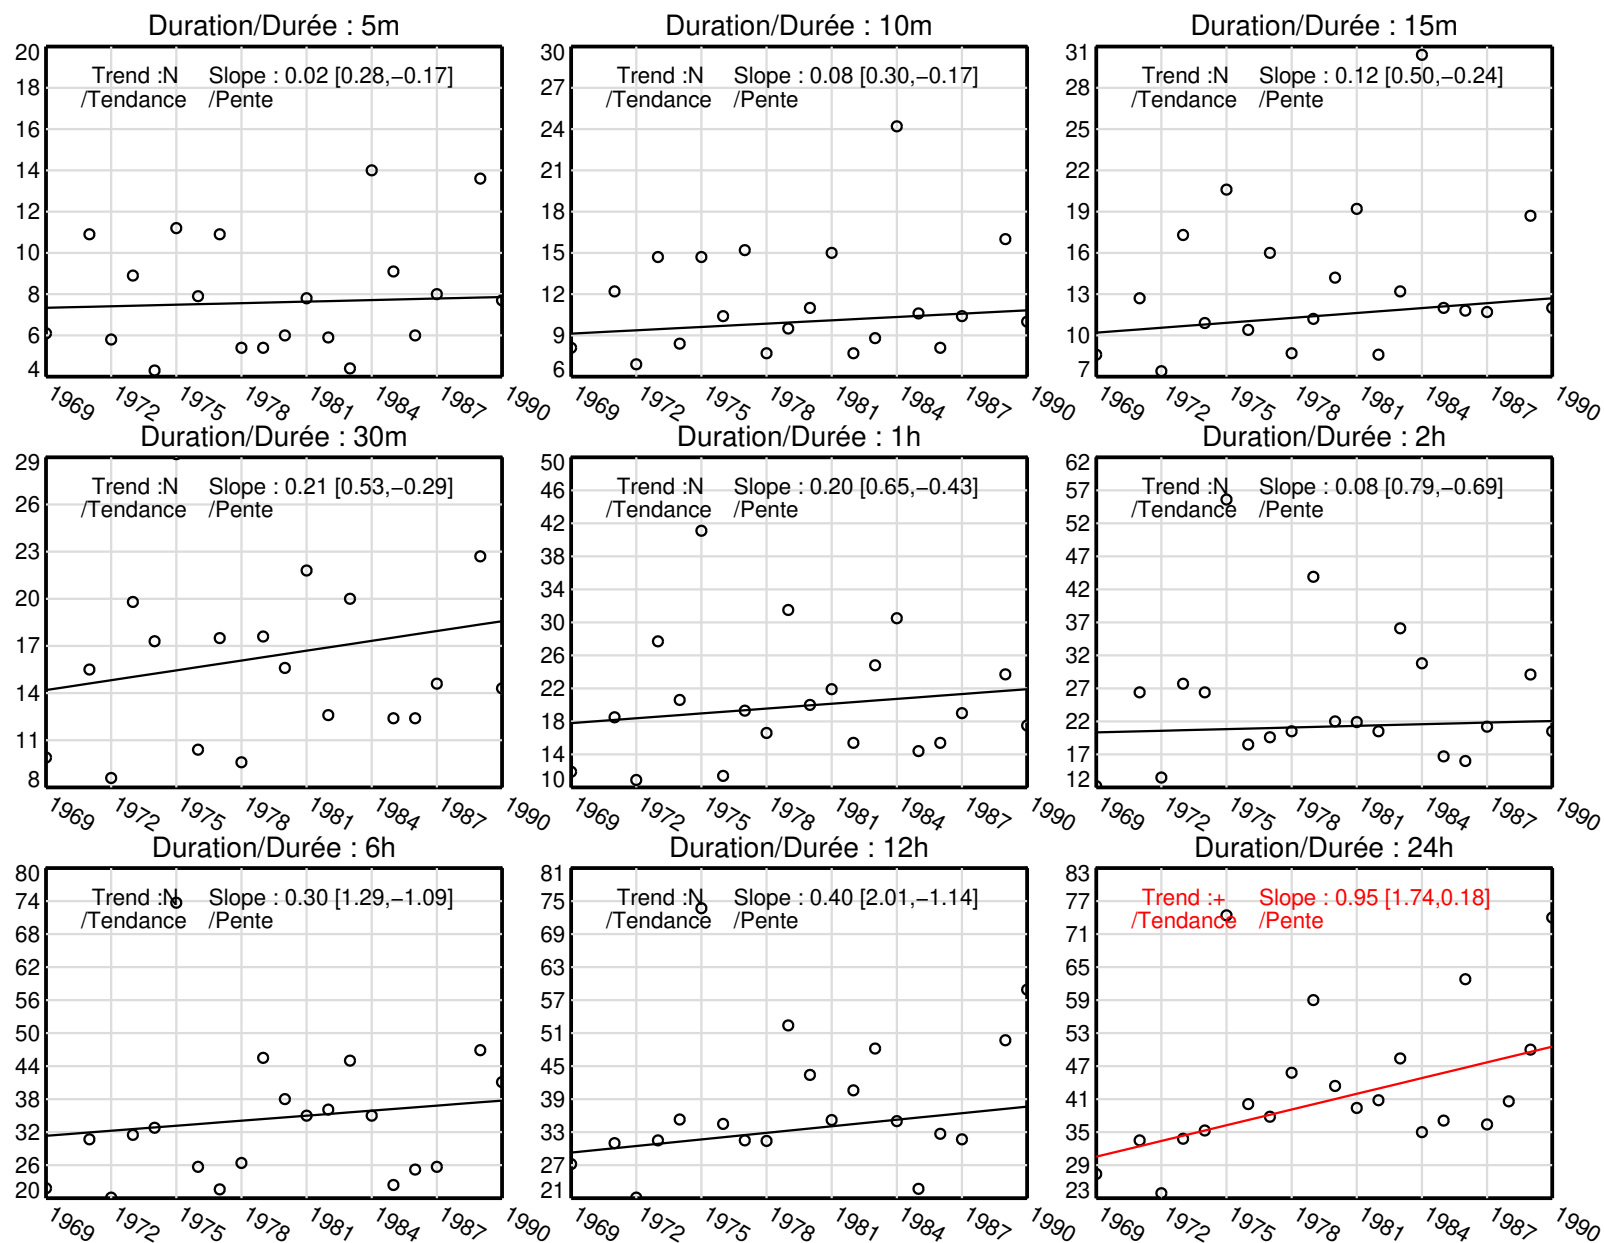 Duration/Durée : 5m
Trend :N Slope : 0.02 [0.28,−0.17]
/Tendance /Pente
20
18
16
14
12
10
8
6
4
1969 1972 1975 1978 1981 1984 1987 1990
Duration/Durée : 10m
Trend :N Slope : 0.08 [0.30,−0.17]
/Tendance /Pente
30
27
24
21
18
15
12
9
6
1969 1972 1975 1978 1981 1984 1987 1990
Duration/Durée : 15m
Trend :N Slope : 0.12 [0.50,−0.24]
/Tendance /Pente
31
28
25
22
19
16
13
10
7
1969 1972 1975 1978 1981 1984 1987 1990
Duration/Durée : 30m
Trend :N Slope : 0.21 [0.53,−0.29]
/Tendance /Pente
29
26
23
20
17
14
11
8
1969 1972 1975 1978 1981 1984 1987 1990
Duration/Durée : 1h
Trend :N Slope : 0.20 [0.65,−0.43]
/Tendance /Pente
50
46
42
38
34
30
26
22
18
14
10
1969 1972 1975 1978 1981 1984 1987 1990
Duration/Durée : 2h
Trend :N Slope : 0.08 [0.79,−0.69]
/Tendance /Pente
62
57
52
47
42
37
32
27
22
17
12
1969 1972 1975 1978 1981 1984 1987 1990
Duration/Durée : 6h
Trend :N Slope : 0.30 [1.29,−1.09]
/Tendance /Pente
80
74
68
62
56
50
44
38
32
26
20
1969 1972 1975 1978 1981 1984 1987 1990
Duration/Durée : 12h
Trend :N Slope : 0.40 [2.01,−1.14]
/Tendance /Pente
81
75
69
63
57
51
45
39
33
27
21
1969 1972 1975 1978 1981 1984 1987 1990
Duration/Durée : 24h
Trend :+ Slope : 0.95 [1.74,0.18]
/Tendance /Pente
83
77
71
65
59
53
47
41
35
29
23
1969 1972 1975 1978 1981 1984 1987 1990